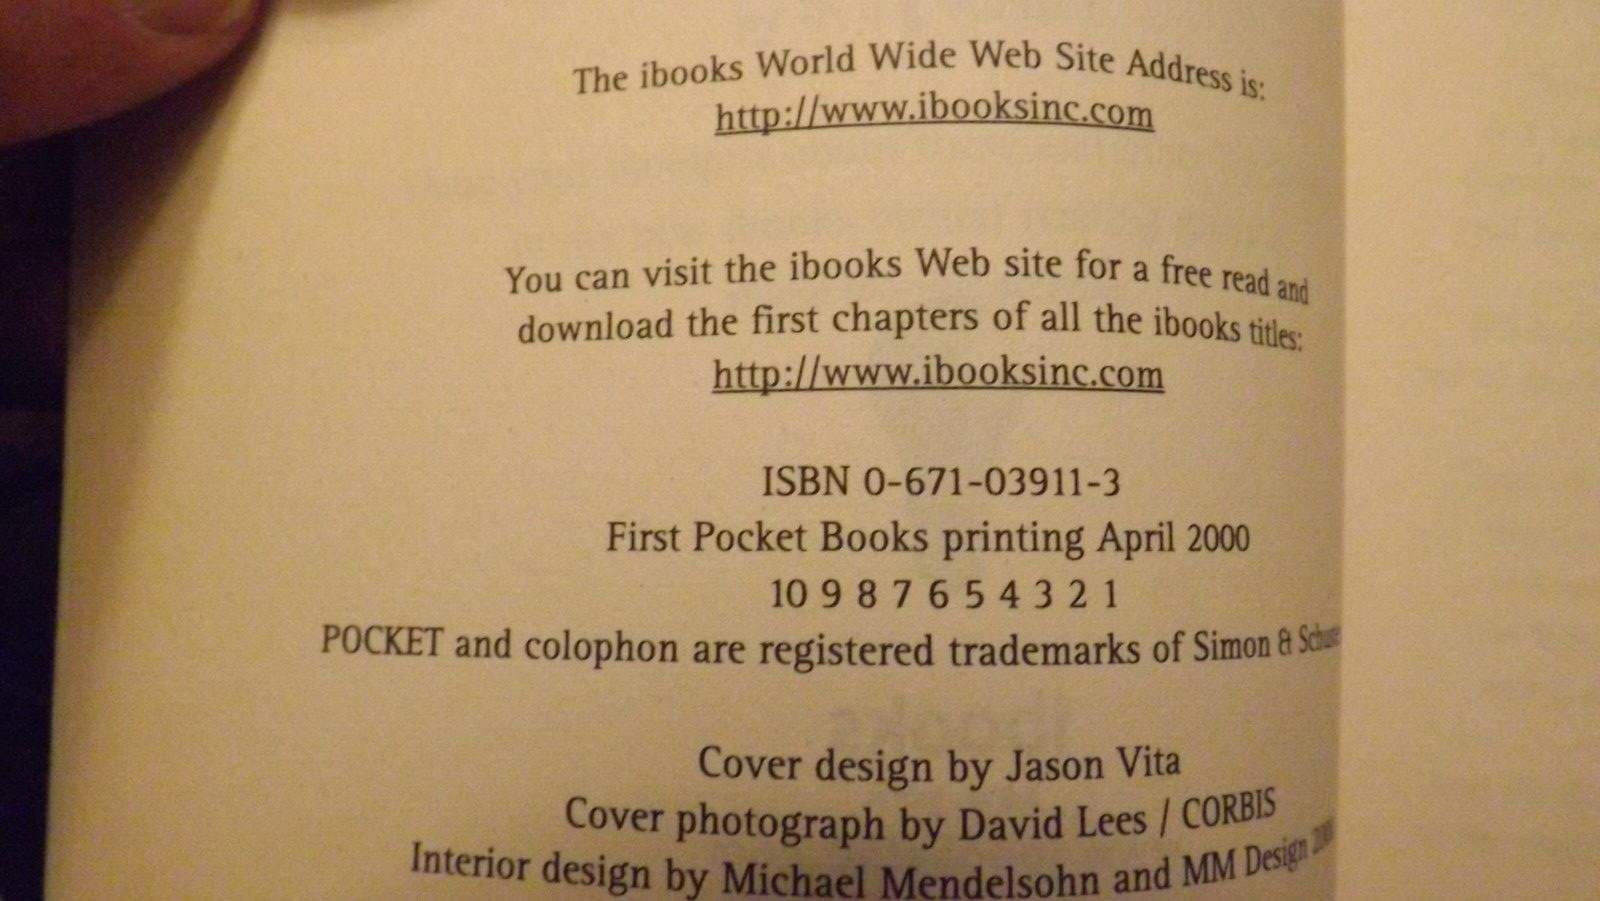 The ibooks World Wide Web Site Address is:
http://www.ibooksinc.com
You can visit the ibooks Web site for a free read and
download the first chapters of all the ibooks titles:
http://www.ibooksinc.com
ISBN 0-671-03911-3
First Pocket Books printing April 2000
10 9 8 7 6 5 4 3 2 1
POCKET and colophon are registered trademarks of Simon &
Cover design by Jason Vita
Cover photograph by David Lees / CORBIS
Interior design by Michael Mendelsohn and MM Design